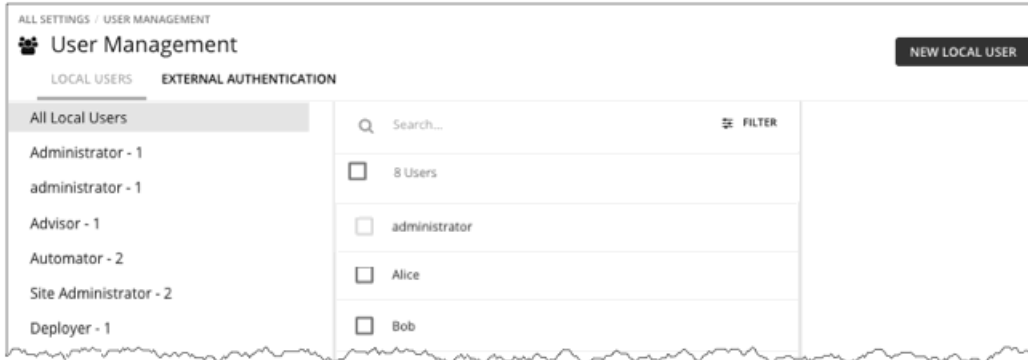 ALL SETTINGS / USER MANAGEMENT
User Management
NEW LOCAL USER
LOCAL USERS EXTERNAL AUTHENTICATION
All Local Users
Administrator - 1
administrator - 1
Advisor - 1
Automator - 2
Site Administrator - 2
Deployer - 1
Search...
FILTER
8 Users
administrator
Alice
Bob